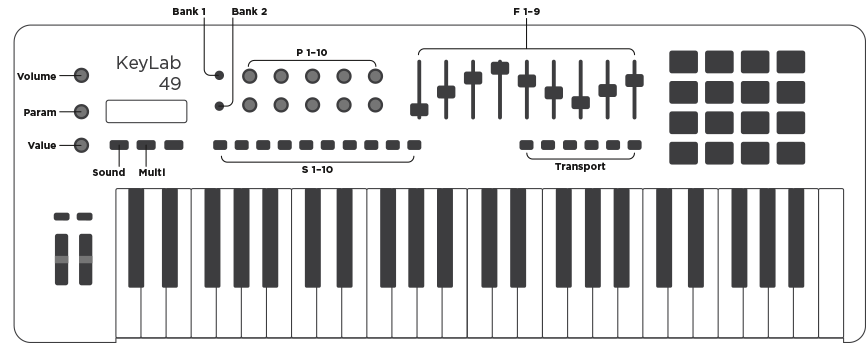 Bank 1
Bank 2
F 1–9
P 1–10
KeyLab
49
Volume
Param
Value
Sound
Multi
S 1–10
Transport